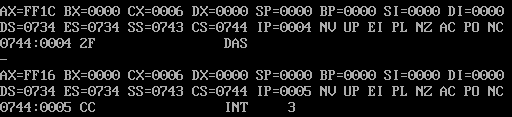 AX=FF1C BX=0000 CX=0006 DX=0000 SP=0000 BP=0000 SI=0000 DI=0000
DS=0734 ES=0734 SS=0743 CS=0744 IP=0004 NV UP EI PL NZ AC PO NC
0744:0004 2F DAS
-
AX=FF16 BX=0000 CX=0006 DX=0000 SP=0000 BP=0000 SI=0000 DI=0000
DS=0734 ES=0734 SS=0743 CS=0744 IP=0005 NV UP EI PL NZ AC PO NC
0744:0005 CC INT 3